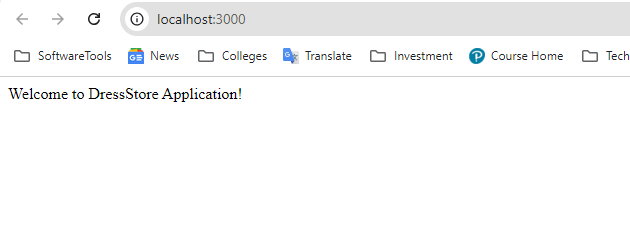 localhost:3000
SoftwareTools News Colleges Translate Investment Course Home Tech
Welcome to DressStore Application!